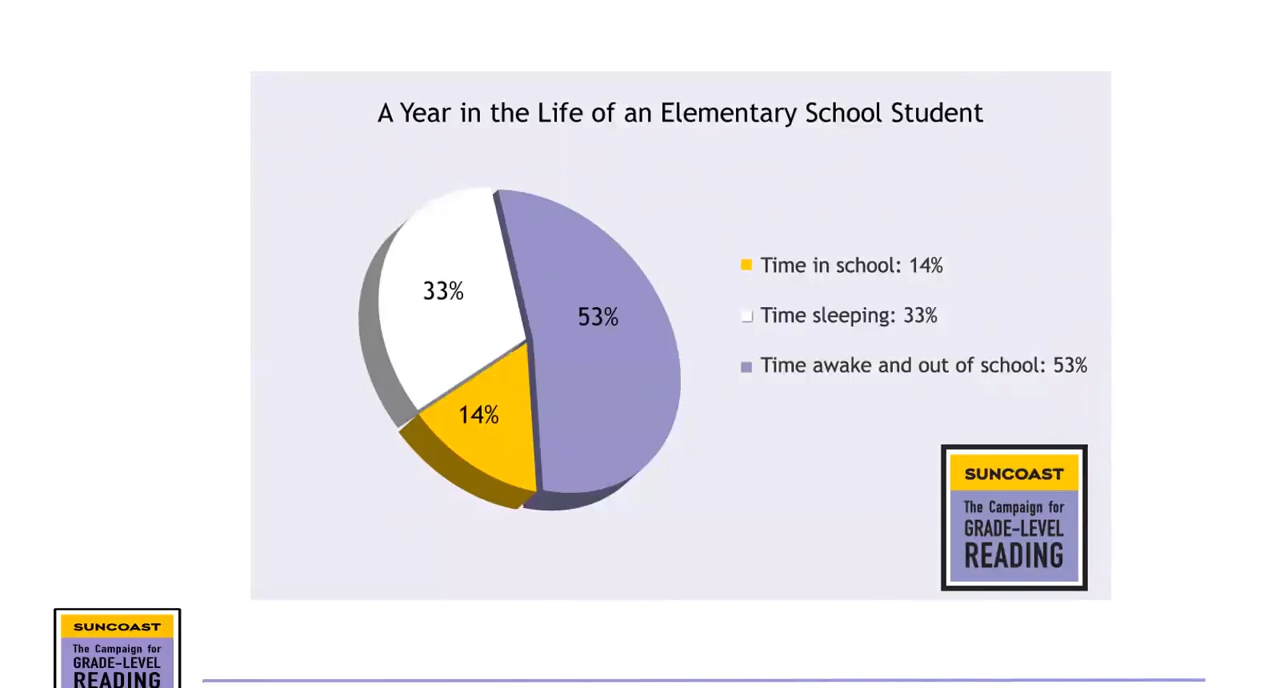 A Year in the Life of an Elementary School Student
33%
53%
14%
Time in school: 14%
Time sleeping: 33%
Time awake and out of school: 53%
SUNCOAST
The Campaign for
GRADE-LEVEL
READING
SUNCOAST
The Campaign for
GRADE-LEVEL
READING